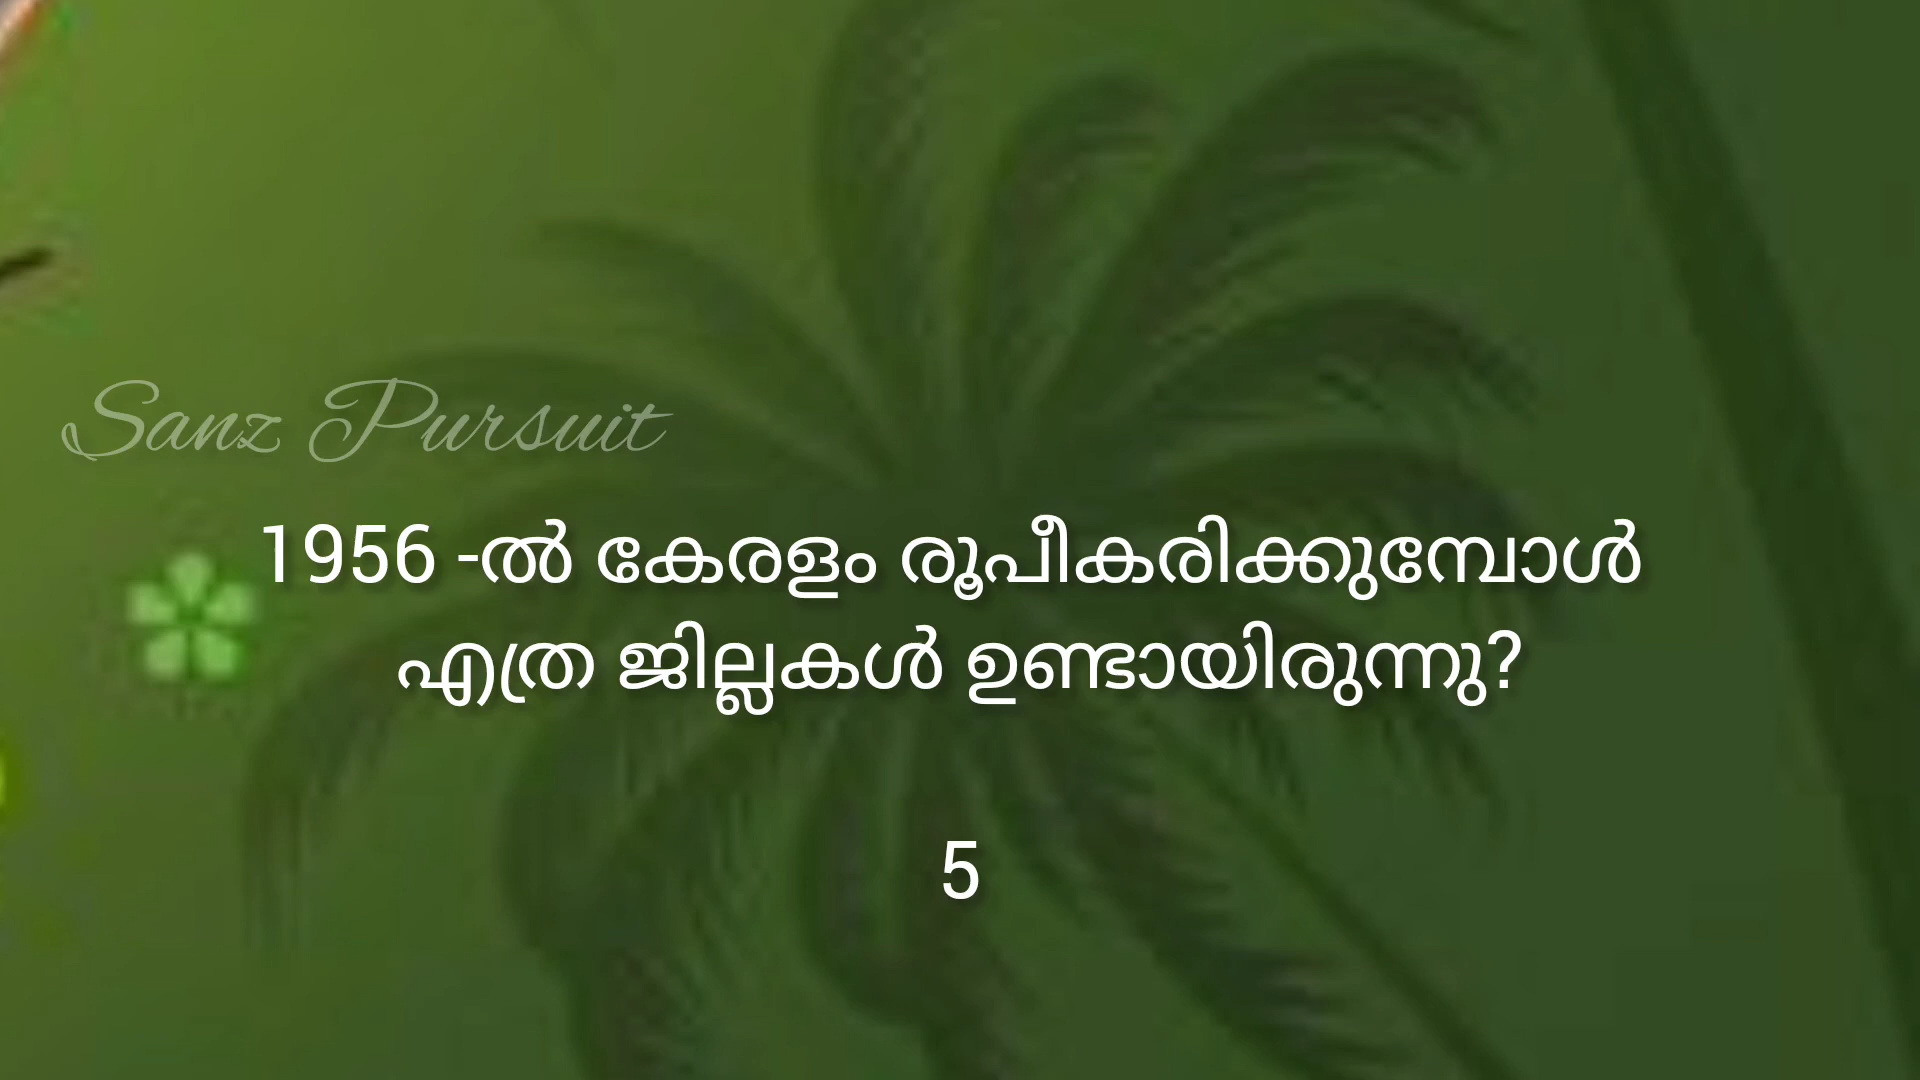 Sanz Pursuit
1956 -ൽ കേരളം രൂപീകരിക്കുമ്പോൾ
എത്ര ജില്ലകൾ ഉണ്ടായിരുന്നു?
5